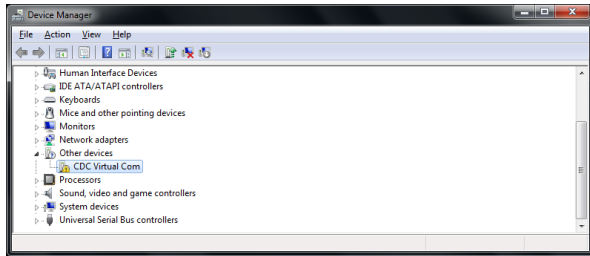 Device Manager
File Action View Help
Human Interface Devices
IDE ATA/ATAPI controllers
Keyboards
Mice and other pointing devices
Monitors
Network adapters
Other devices
CDC Virtual Com
Processors
Sound, video and game controllers
System devices
Universal Serial Bus controllers